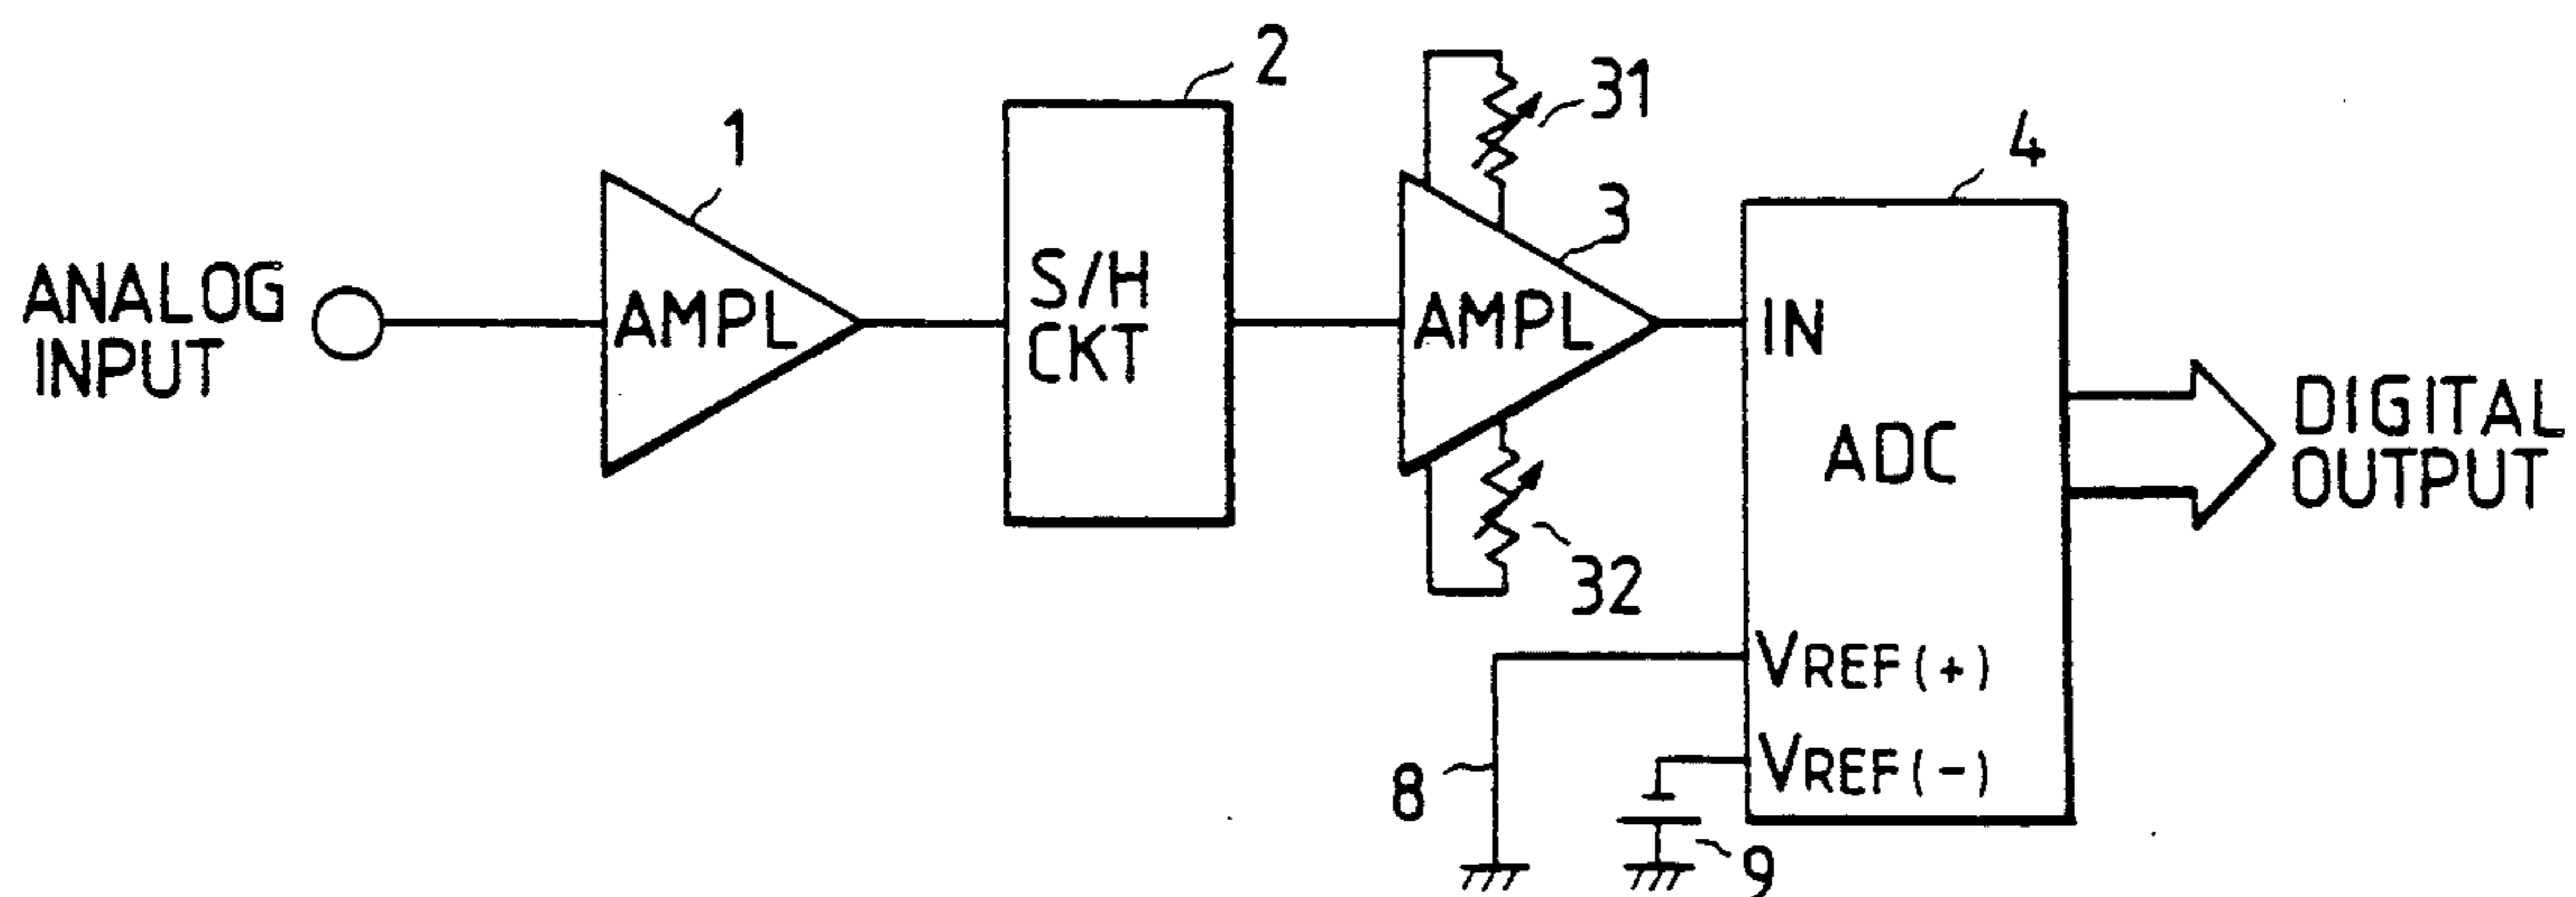 2
1
31
3
4
ANALOG
INPUT
AMPL
S/H
CKT
AMPL
IN
ADC
DIGITAL
OUTPUT
32
VREF(+)
VREF(-)
8
9